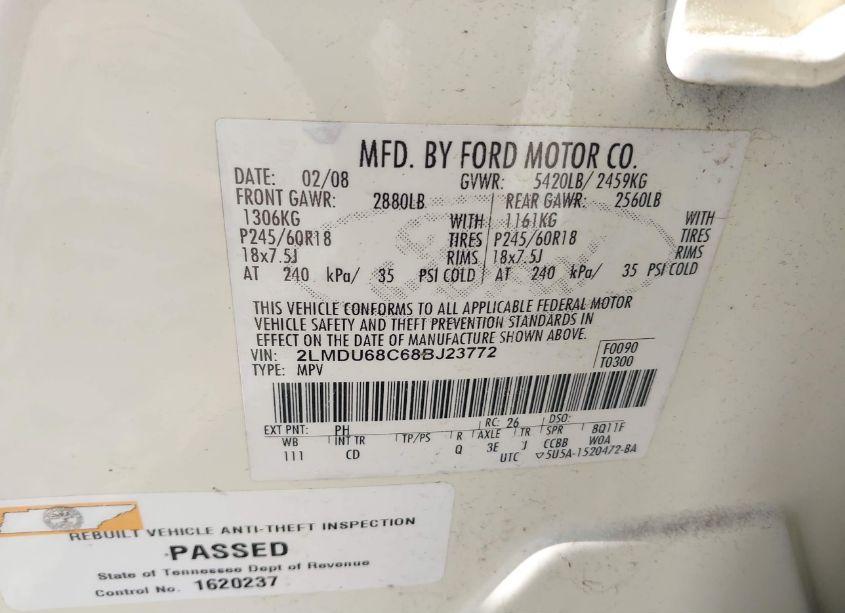 MFD. BY FORD MOTOR CO.
DATE: 02/08 GVWR: 5420LB/ 2459KG
FRONT GAWR: 2880LB REAR GAWR: 2560LB
1306KG WITH 1161KG WITH
P245/60R18 TIRES P245/60R18 TIRES
18x7.5J RIMS 18x7.5J RIMS
AT 240 kPa/ 35 PSI COLD AT 240 kPa/ 35 PSI COLD
THIS VEHICLE CONFORMS TO ALL APPLICABLE FEDERAL MOTOR
VEHICLE SAFETY AND THEFT PREVENTION STANDARDS IN
EFFECT ON THE DATE OF MANUFACTURE SHOWN ABOVE.
VIN: 2LMDU68C68BJ23772 F0090
TYPE: MPV T0300
EXT PNT: PH RC: 26 DSO:
WB INT TR TP/PS R AXLE TR SPR 8Q11F
111 CD Q 3E J CCBB W0A
UTC ▽5U5A-1520472-BA
REBUILT VEHICLE ANTI-THEFT INSPECTION
PASSED
State of Tennessee Dept of Revenue
Control No. 1620237